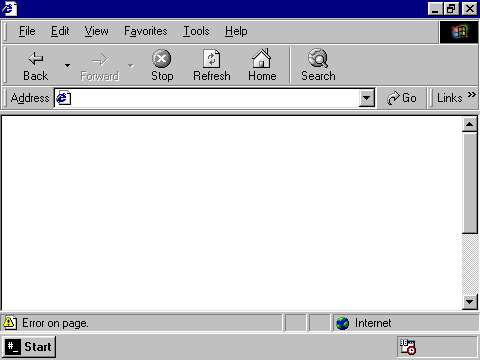 File Edit View Favorites Tools Help
Back Forward Stop Refresh Home Search
Address Go Links »
Error on page. Internet
#_ Start